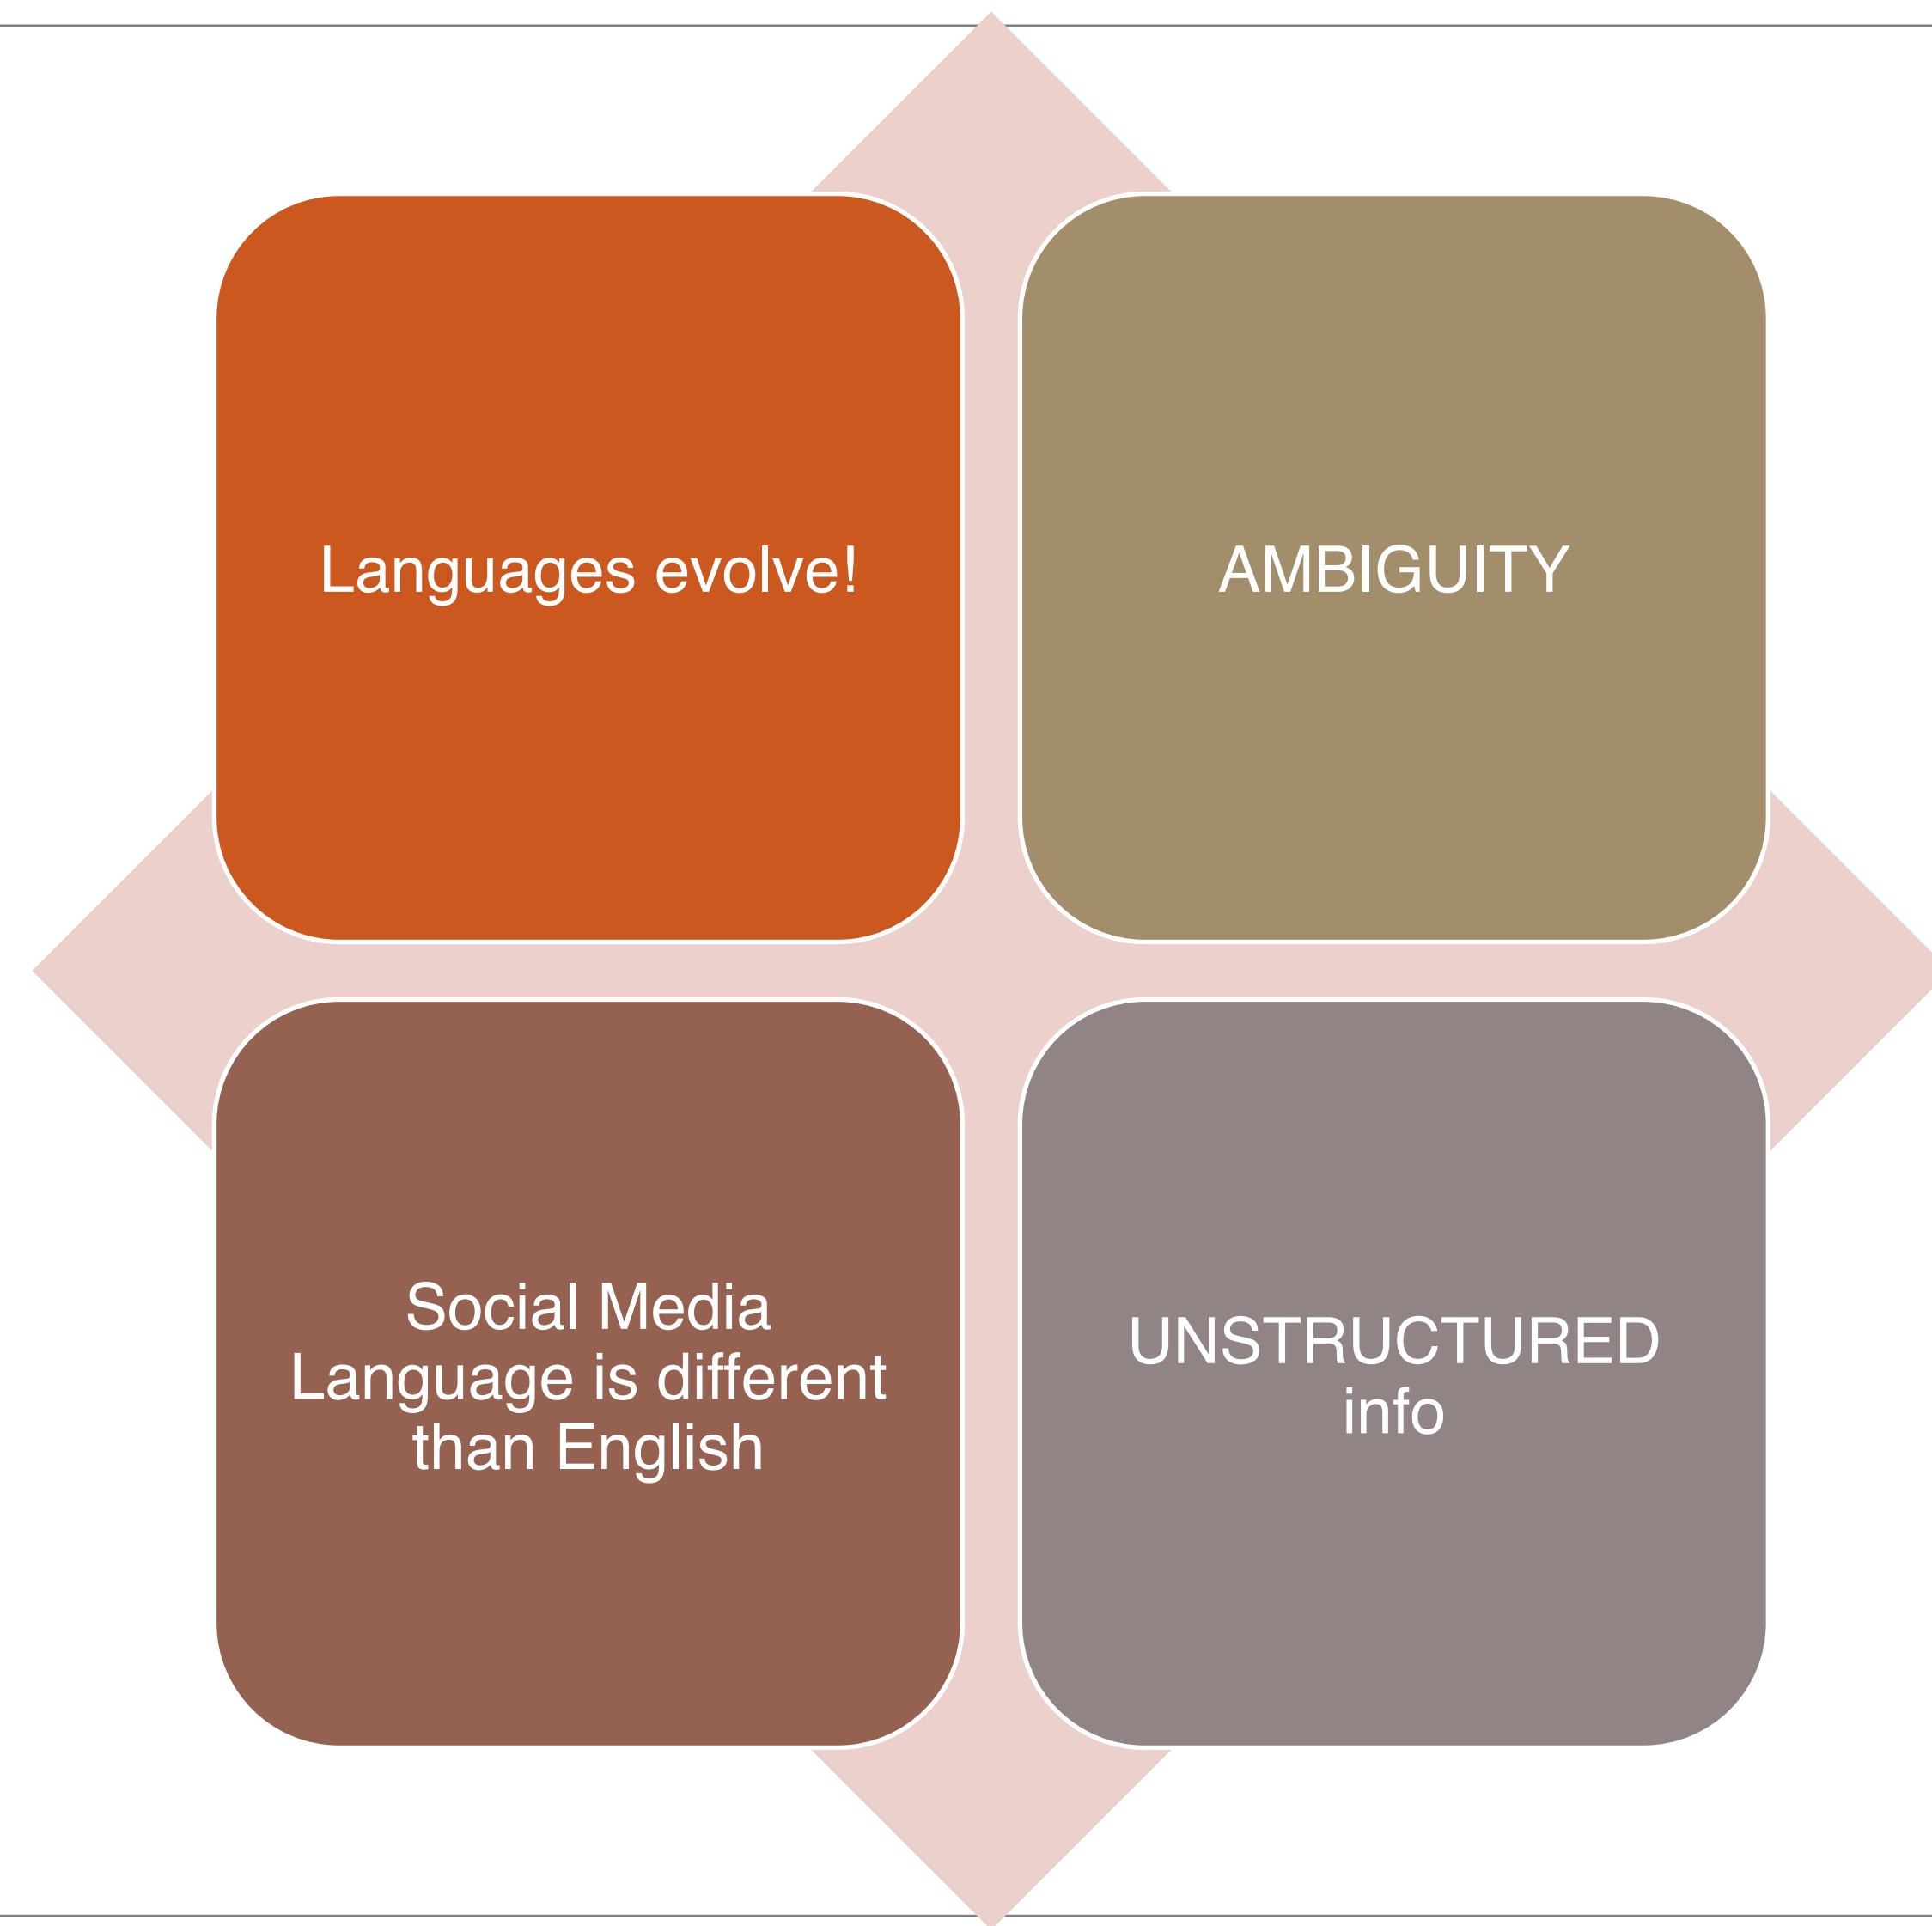 Languages evolve!
AMBIGUITY
Social Media
Language is different
than English
UNSTRUCTURED
info